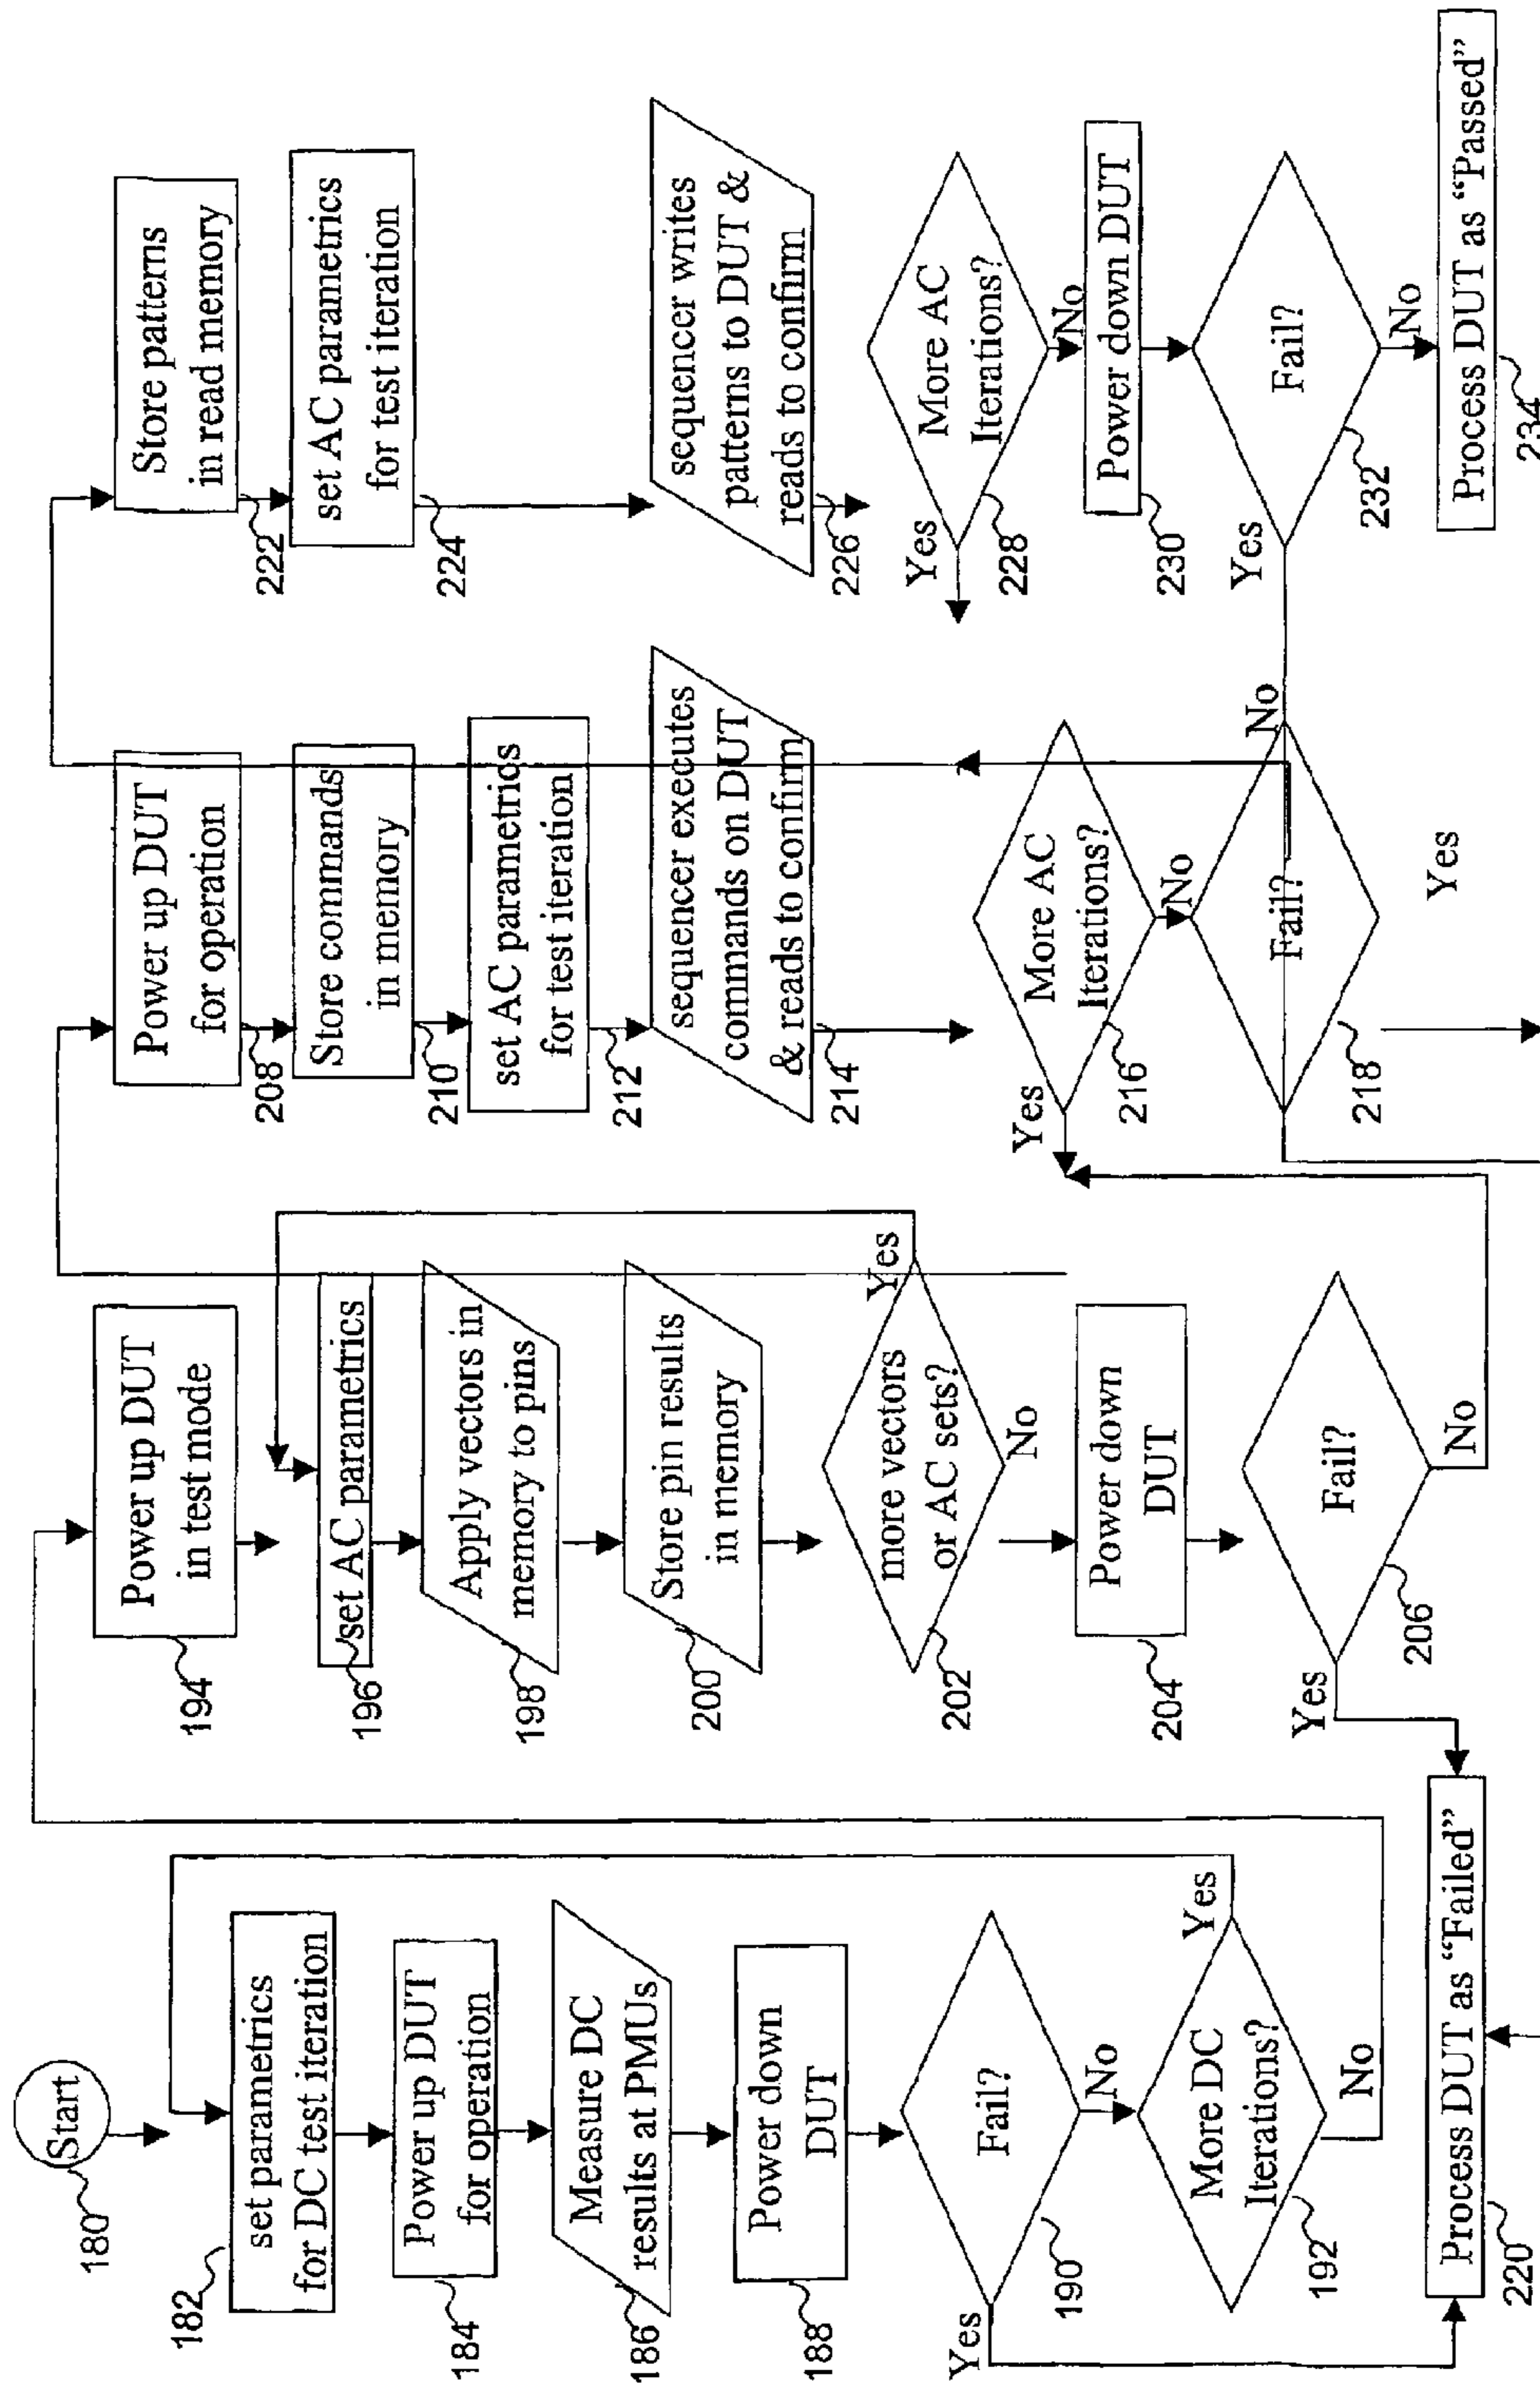 Start
180
182
set parametrics
for DC test iteration
184
Power up DUT
for operation
186
Measure DC
results at PMUs
188
Power down
DUT
190
Fail?
Yes
No
192
More DC
Iterations?
Yes
No
194
Power up DUT
in test mode
196
set AC parametrics
198
Apply vectors in
memory to pins
200
Store pin results
in memory
202
more vectors
or AC sets?
Yes
No
204
Power down
DUT
206
Fail?
Yes
No
Process DUT as “Failed”
220
Power up DUT
for operation
208
Store commands
in memory
210
set AC parametrics
for test iteration
212
sequencer executes
commands on DUT
& reads to confirm
214
More AC
Iterations?
Yes
216
No
Fail?
No
218
Yes
Store patterns
in read memory
222
set AC parametrics
for test iteration
224
sequencer writes
patterns to DUT &
reads to confirm
226
More AC
Iterations?
Yes
228
No
Power down DUT
230
Fail?
Yes
232
No
Process DUT as “Passed”
234